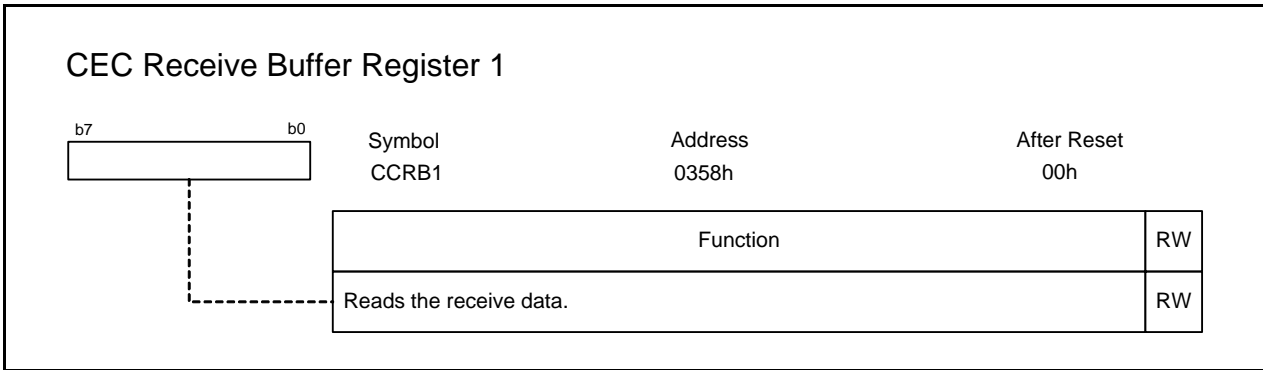 CEC Receive Buffer Register 1
b7 b0
Symbol Address After Reset
CCRB1 0358h 00h
Function RW
Reads the receive data. RW